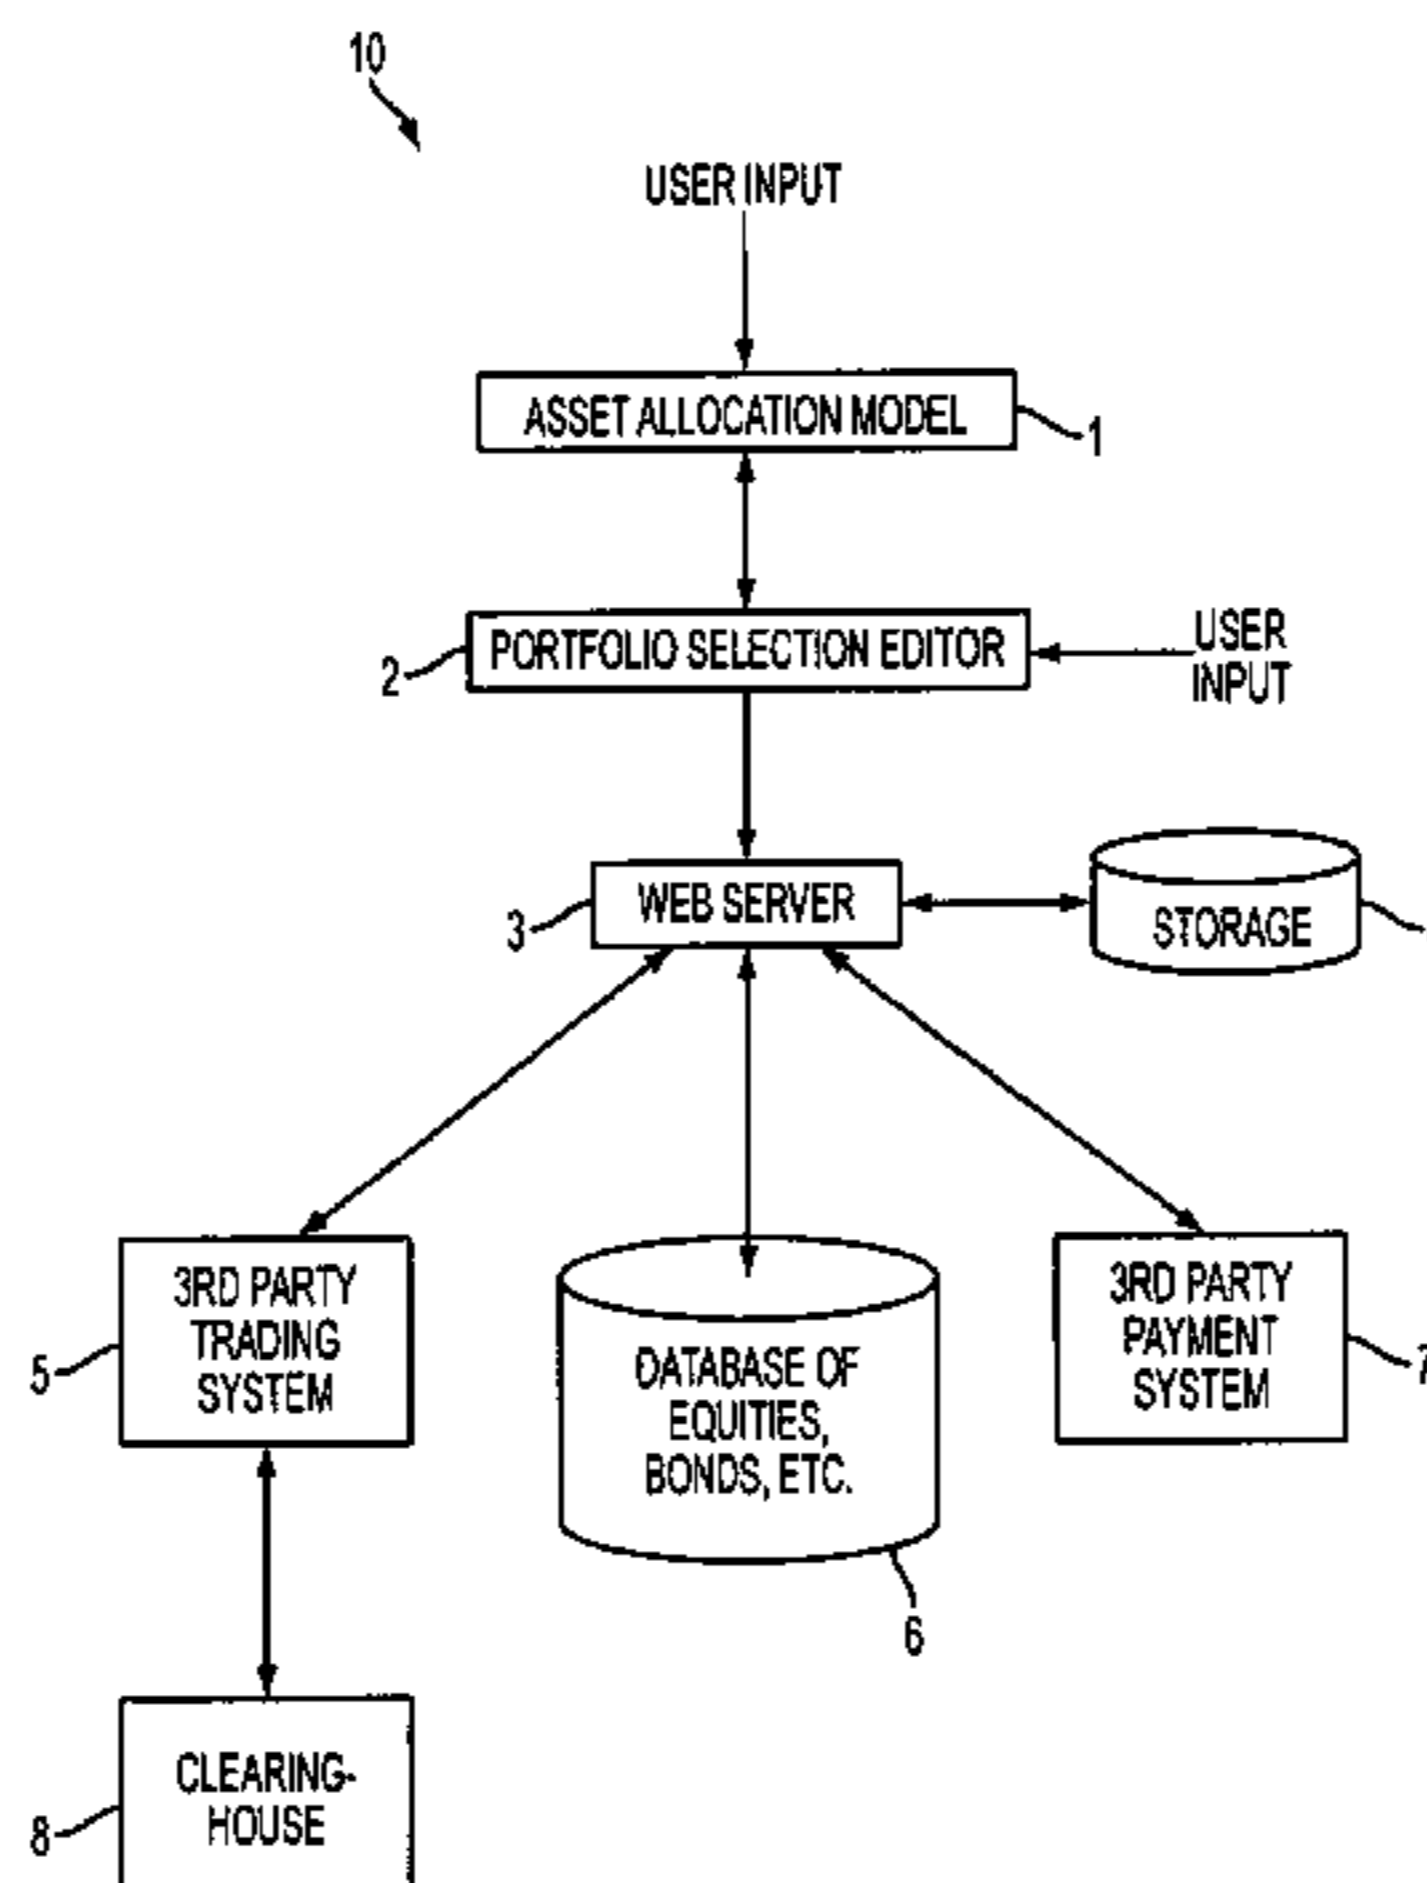 10
USER INPUT
ASSET ALLOCATION MODEL
1
PORTFOLIO SELECTION EDITOR
2
USER
INPUT
WEB SERVER
3
STORAGE
3RD PARTY
TRADING
SYSTEM
5
DATABASE OF
EQUITIES,
BONDS, ETC.
6
3RD PARTY
PAYMENT
SYSTEM
7
CLEARING-
HOUSE
8